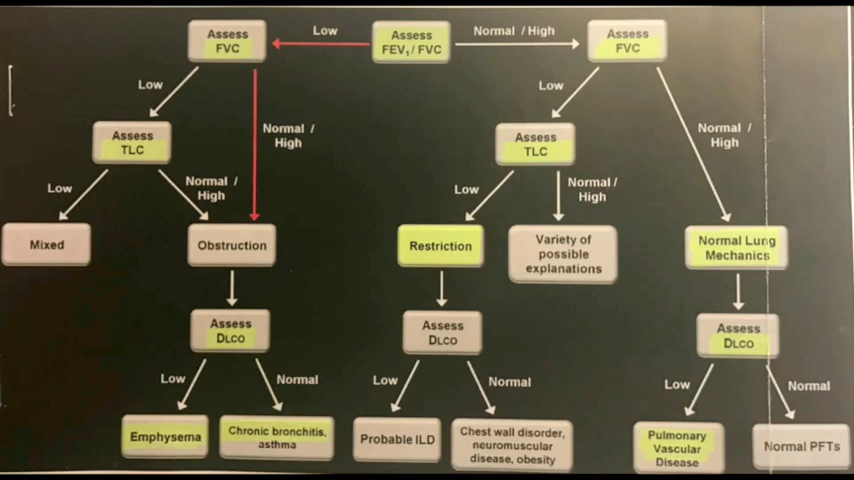 Assess
FVC
Low
Assess
FEV₁ / FVC
Normal / High
Assess
FVC
Low
Normal /
High
Low
Normal /
High
Assess
TLC
Assess
TLC
Low
Normal /
High
Low
Normal /
High
Mixed
Obstruction
Restriction
Variety of
possible
explanations
Normal Lung
Mechanics
Assess
DLCO
Assess
DLCO
Assess
DLCO
Low
Normal
Low
Normal
Low
Normal
Emphysema
Chronic bronchitis,
asthma
Probable ILD
Chest wall disorder,
neuromuscular
disease, obesity
Pulmonary
Vascular
Disease
Normal PFTs